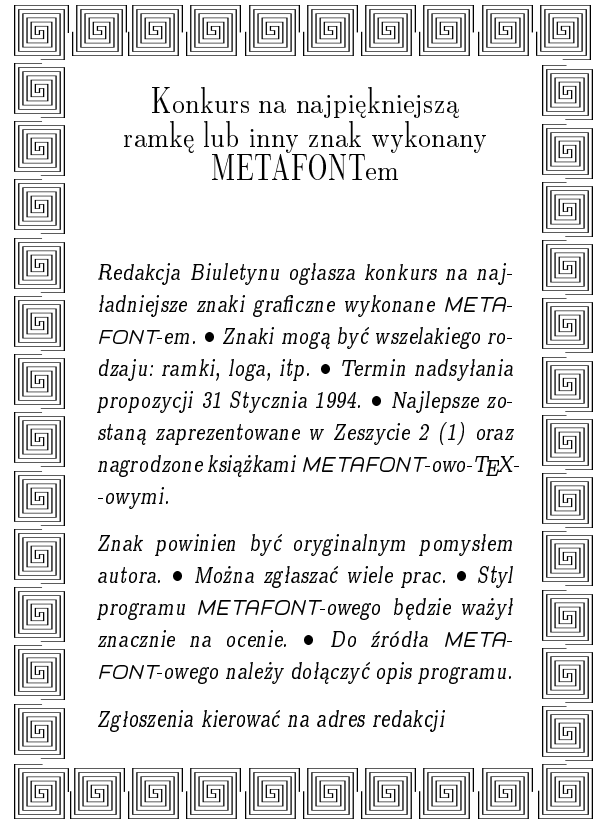 Konkurs na najpiękniejszą
ramkę lub inny znak wykonany
METAFONTem
Redakcja Biuletynu ogłasza konkurs na naj-
ładniejsze znaki graficzne wykonane META-
FONT-em. ● Znaki mogą być wszelakiego ro-
dzaju: ramki, loga, itp. ● Termin nadsyłania
propozycji 31 Stycznia 1994. ● Najlepsze zo-
staną zaprezentowane w Zeszycie 2 (1) oraz
nagrodzone książkami METAFONT-owo-TEX-
-owymi.
Znak powinien być oryginalnym pomysłem
autora. ● Można zgłaszać wiele prac. ● Styl
programu METAFONT-owego będzie ważył
znacznie na ocenie. ● Do źródła META-
FONT-owego należy dołączyć opis programu.
Zgłoszenia kierować na adres redakcji